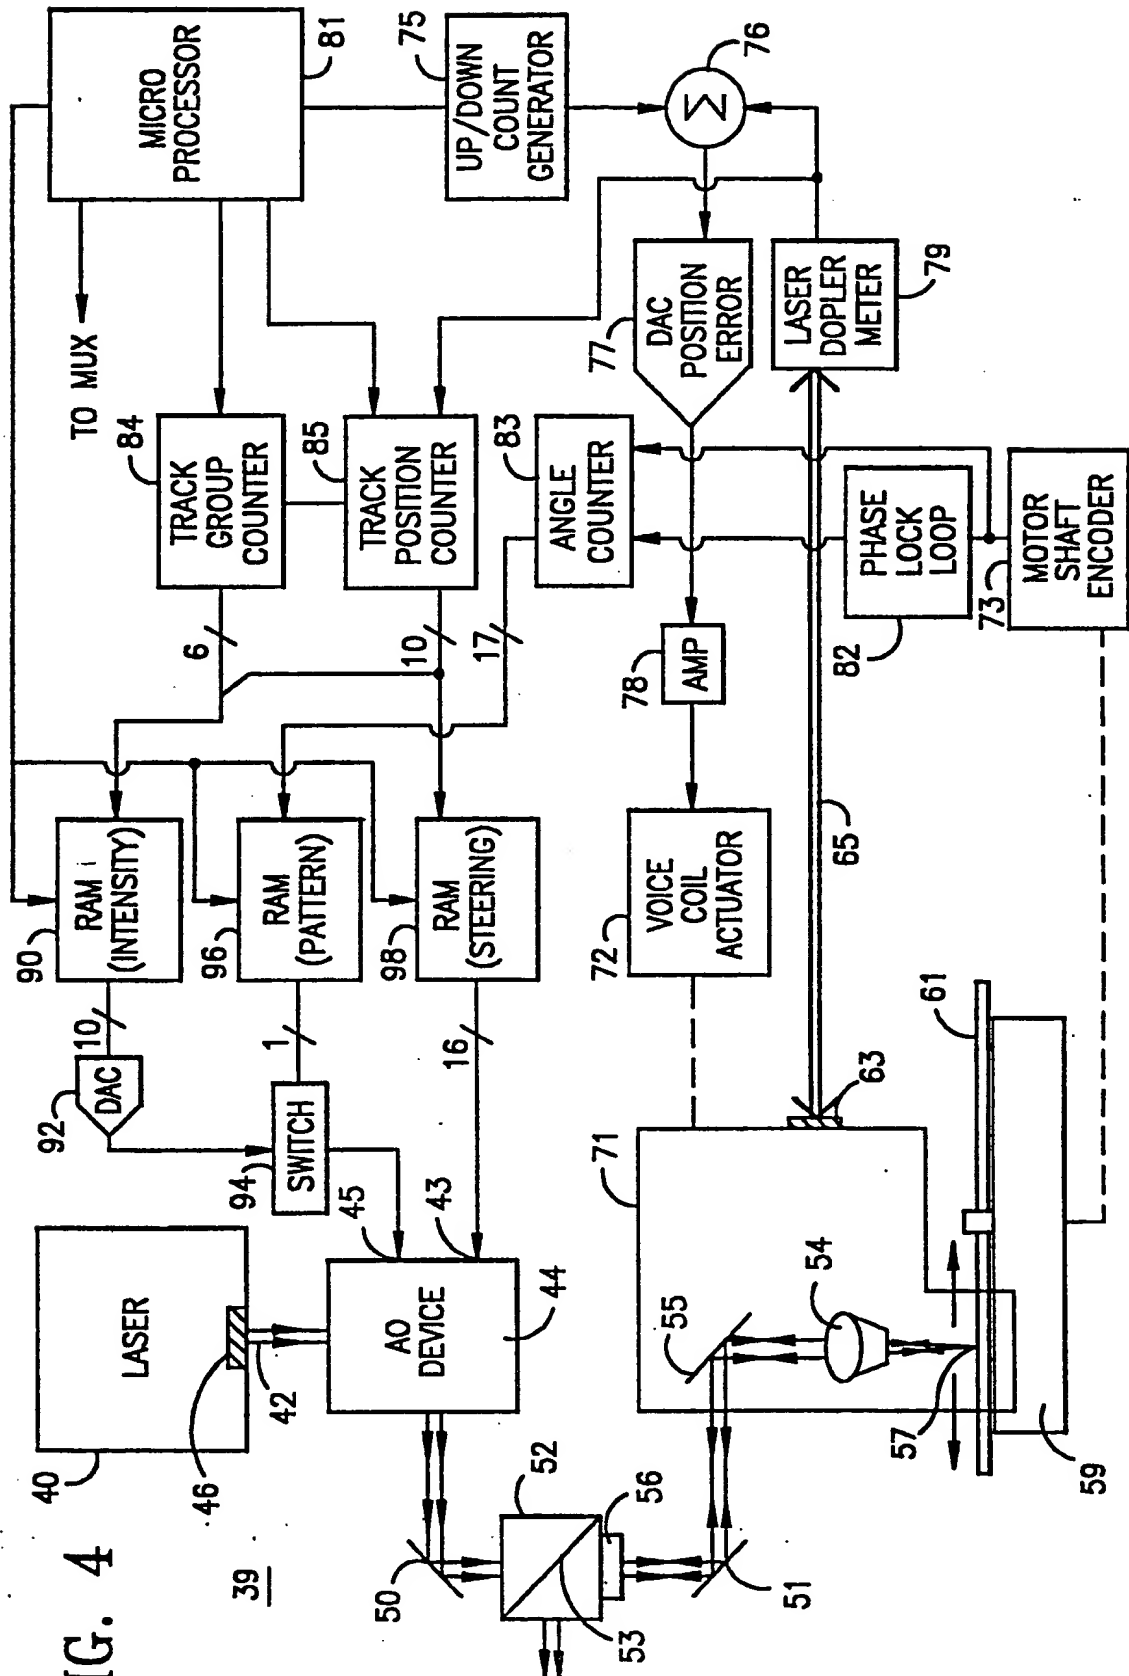 FIG. 4
39
LASER
40
46
42
AO
DEVICE
44
45
43
50
52
53
56
51
DAC
92
10
SWITCH
94
1
16
RAM
(INTENSITY)
90
RAM
(PATTERN)
96
RAM
(STEERING)
98
6
10
17
TRACK
GROUP
COUNTER
84
TRACK
POSITION
COUNTER
85
ANGLE
COUNTER
83
TO MUX
MICRO
PROCESSOR
81
UP/DOWN
COUNT
GENERATOR
75
Σ
76
DAC
POSITION
ERROR
77
LASER
DOPLER
METER
79
AMP
78
VOICE
COIL
ACTUATOR
72
65
PHASE
LOCK
LOOP
82
MOTOR
SHAFT
ENCODER
73
71
63
61
55
54
57
59